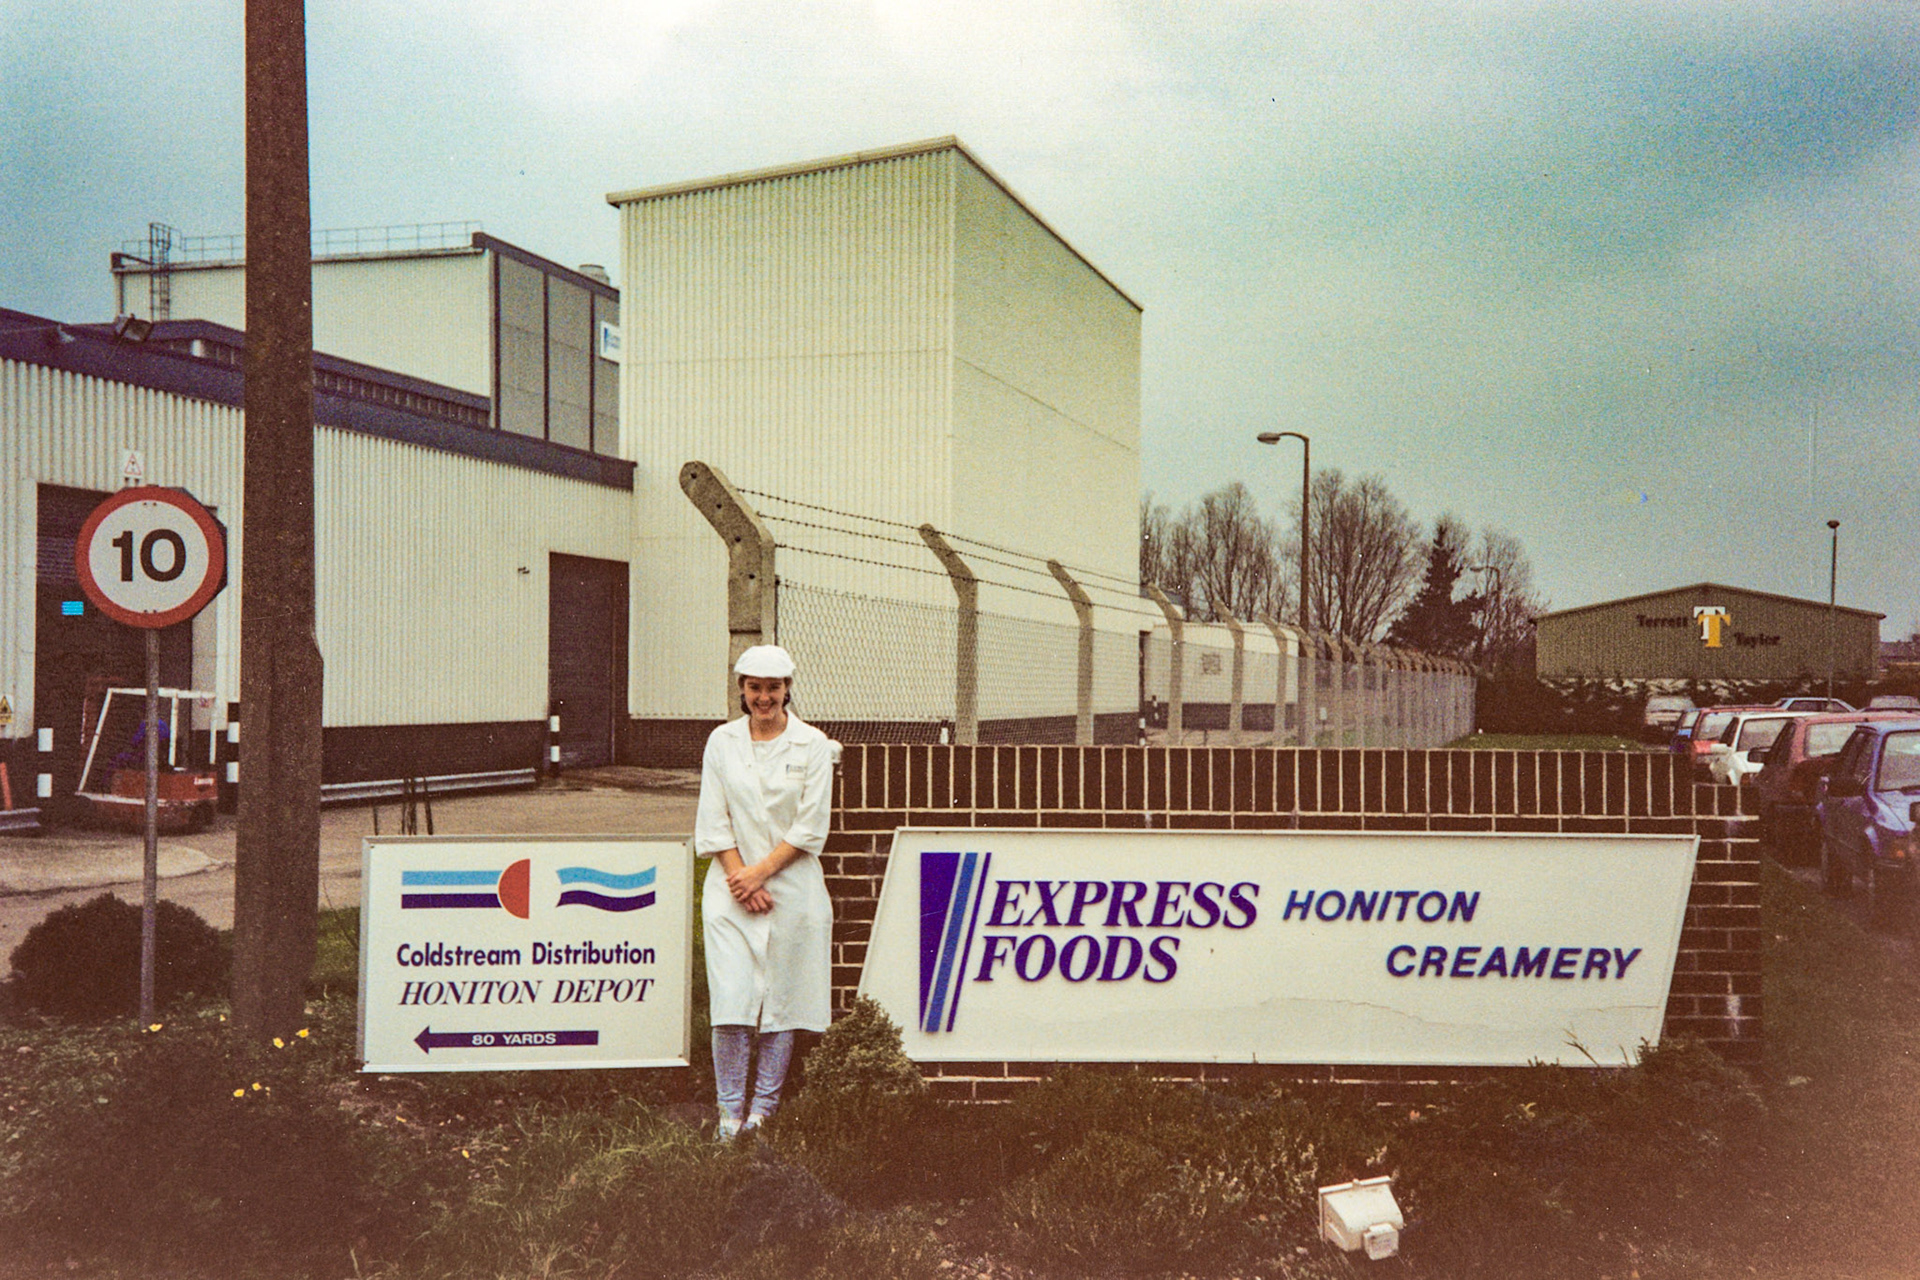 10
Coldstream Distribution
HONITON DEPOT
80 YARDS
EXPRESS
FOODS
HONITON
CREAMERY
Terrett
T
Taylor